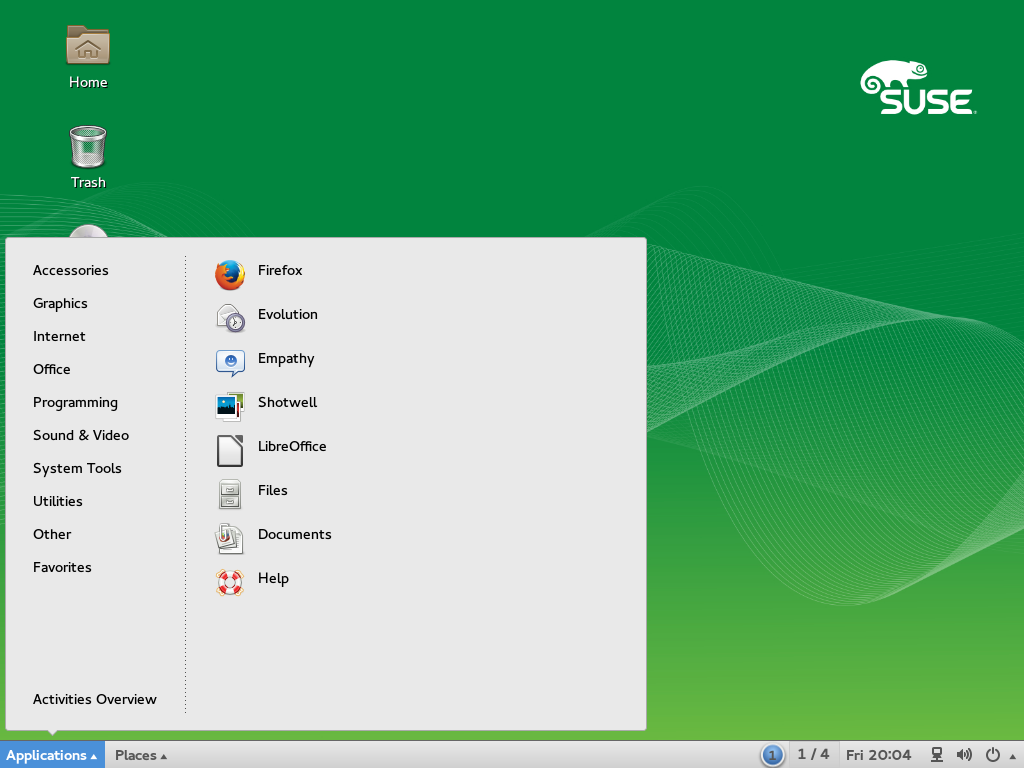 Home
SUSE
Trash
Accessories
Graphics
Internet
Office
Programming
Sound & Video
System Tools
Utilities
Other
Favorites
Activities Overview
Firefox
Evolution
Empathy
Shotwell
LibreOffice
Files
Documents
Help
Applications
Places
1
1 / 4
Fri 20:04